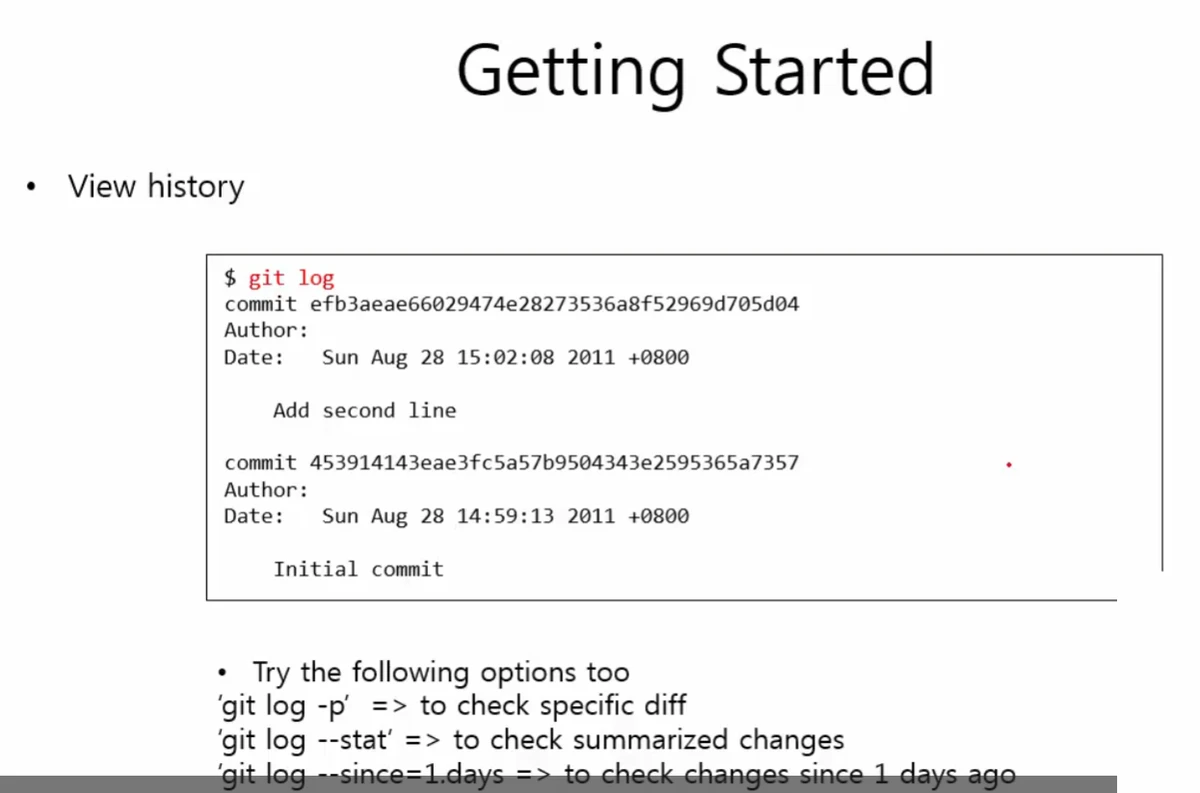 Getting Started
• View history
$ git log
commit efb3aeae66029474e28273536a8f52969d705d04
Author:
Date:   Sun Aug 28 15:02:08 2011 +0800
Add second line
commit 453914143eae3fc5a57b9504343e2595365a7357
Author:
Date:   Sun Aug 28 14:59:13 2011 +0800
Initial commit
• Try the following options too
‘git log -p’ => to check specific diff
‘git log --stat’ => to check summarized changes
‘git log --since=1.days => to check changes since 1 days ago